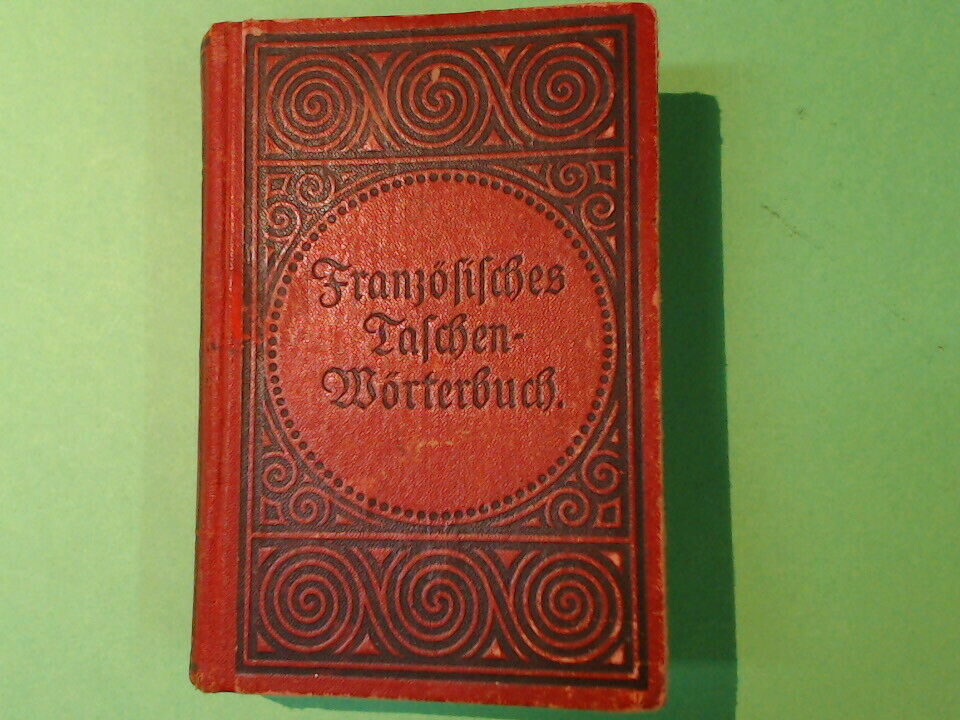 Franzöſiſches
Taſchen-
Wörterbuch.